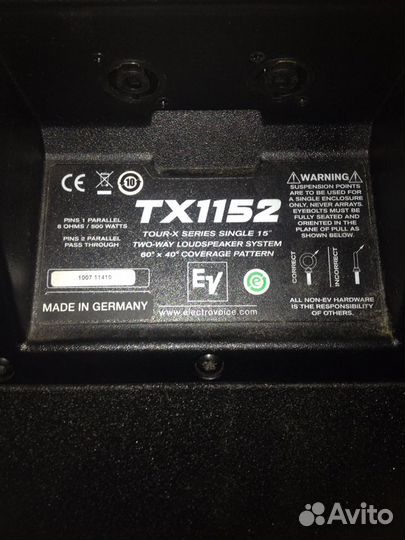 CE
10
TX1152
PINS 1 PARALLEL
8 OHMS / 500 WATTS
PINS 2 PARALLEL
PASS THROUGH
TOUR-X SERIES SINGLE 15"
TWO-WAY LOUDSPEAKER SYSTEM
60° x 40° COVERAGE PATTERN
1007 11410
MADE IN GERMANY
EV
e
www.electrovoice.com
WARNING
SUSPENSION POINTS
ARE TO BE USED FOR
A SINGLE ENCLOSURE
ONLY, NEVER ARRAYS.
EYEBOLTS MUST BE
FULLY SEATED AND
ORIENTED IN THE
PLANE OF PULL AS
SHOWN BELOW.
CORRECT
INCORRECT
ALL NON-EV HARDWARE
IS THE RESPONSIBILITY
OF OTHERS.
Avito